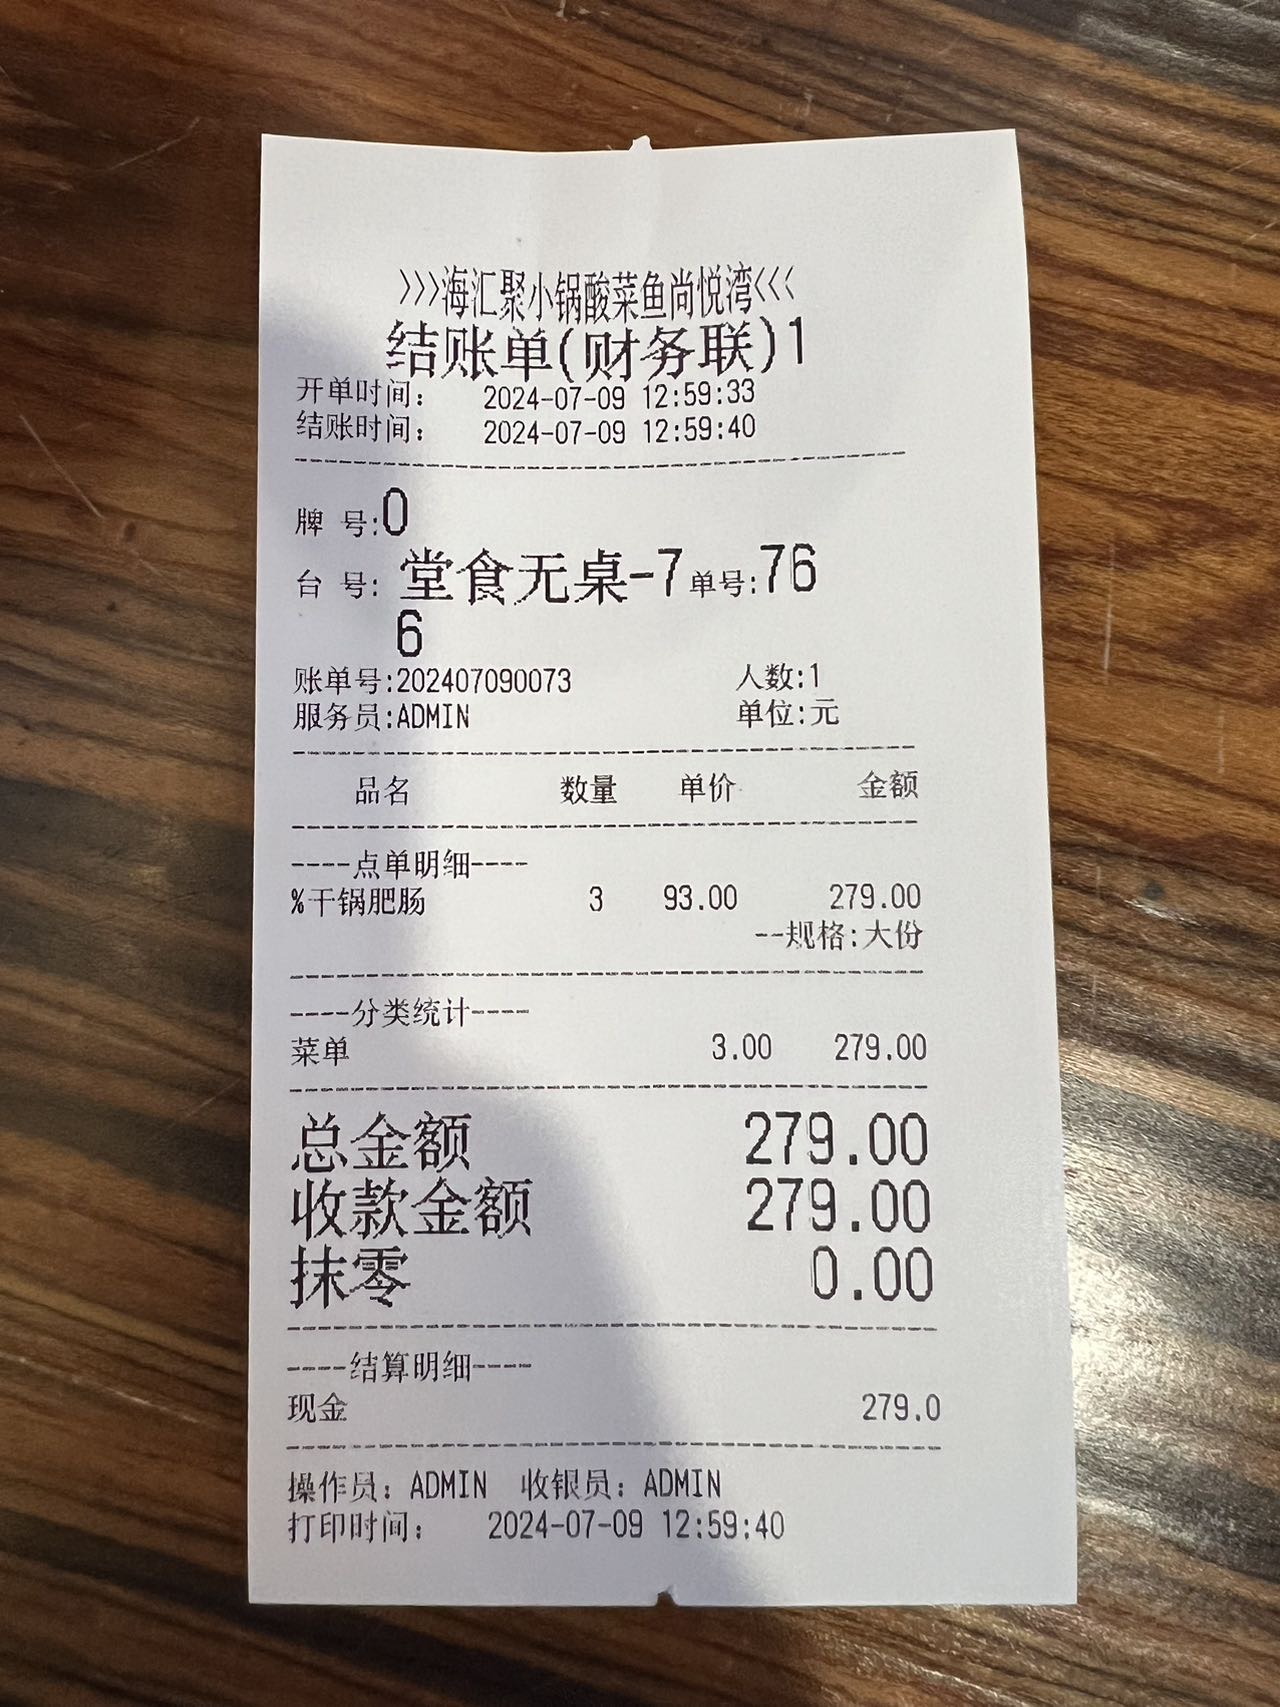 >>>海汇聚小锅酸菜鱼尚悦湾<<<
结账单(财务联)1
开单时间: 2024-07-09 12:59:33
结账时间: 2024-07-09 12:59:40
牌 号:0
台 号: 堂食无桌-7 单号:76
6
账单号:202407090073 人数:1
服务员:ADMIN 单位:元
品名 数量 单价 金额
----点单明细----
%干锅肥肠 3 93.00 279.00
--规格:大份
----分类统计----
菜单 3.00 279.00
总金额 279.00
收款金额 279.00
抹零 0.00
----结算明细----
现金 279.0
操作员: ADMIN 收银员: ADMIN
打印时间: 2024-07-09 12:59:40